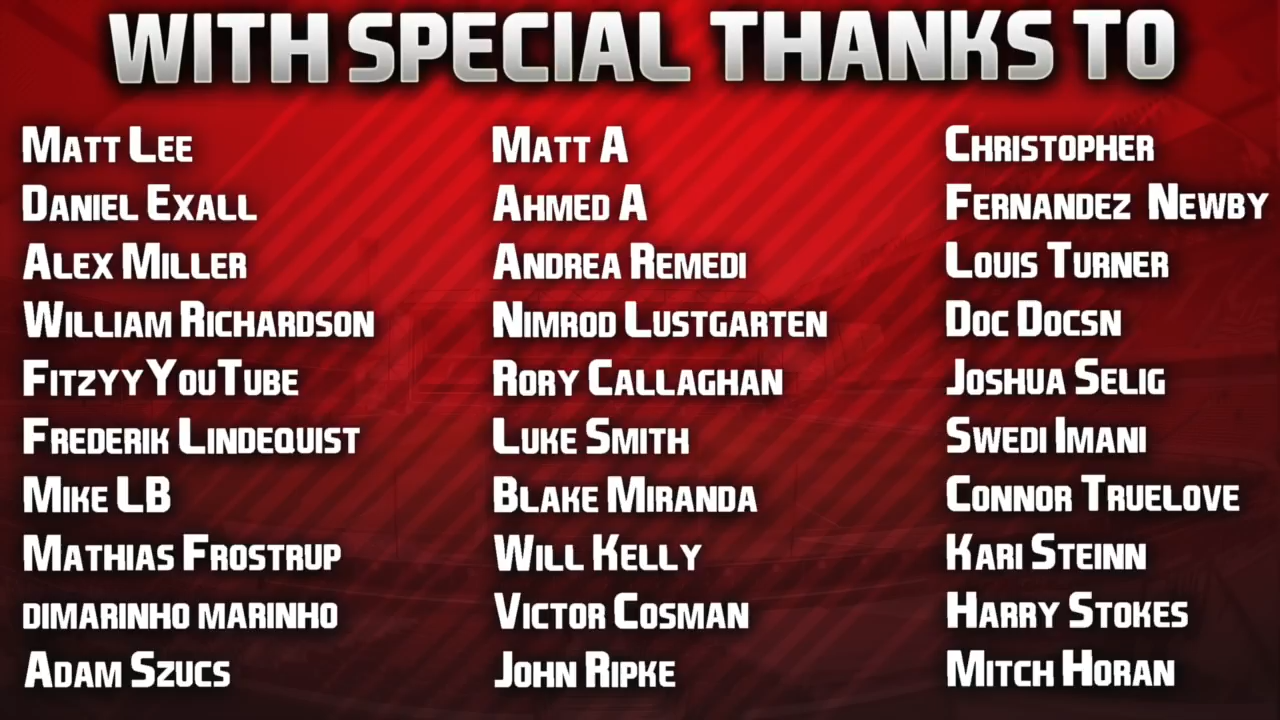 WITH SPECIAL THANKS TO
MATT LEE
DANIEL EXALL
ALEX MILLER
WILLIAM RICHARDSON
FITZYYYOUTUBE
FREDERIK LINDEQUIST
MIKE LB
MATHIAS FROSTRUP
DIMARINHO MARINHO
ADAM SZUCS
MATT A
AHMED A
ANDREA REMEDI
NIMROD LUSTGARTEN
RORY CALLAGHAN
LUKE SMITH
BLAKE MIRANDA
WILL KELLY
VICTOR COSMAN
JOHN RIPKE
CHRISTOPHER
FERNANDEZ NEWBY
LOUIS TURNER
DOC DOCSN
JOSHUA SELIG
SWEDI IMANI
CONNOR TRUELOVE
KARI STEINN
HARRY STOKES
MITCH HORAN